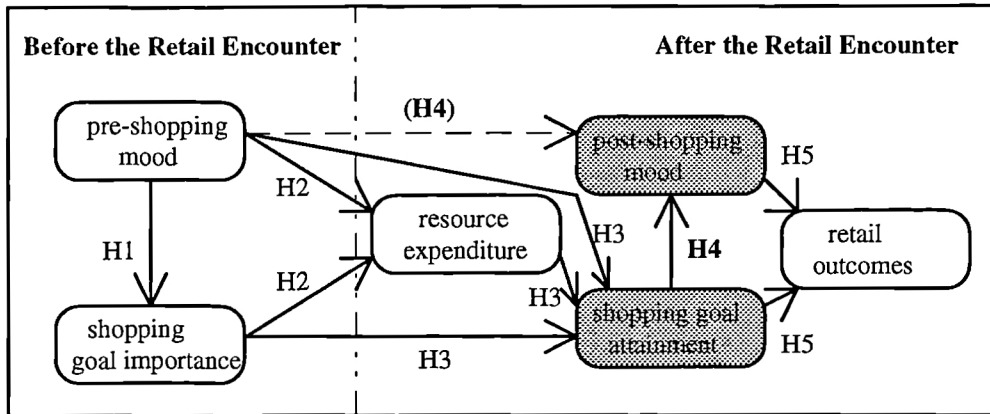 Before the Retail Encounter
After the Retail Encounter
(H4)
pre-shopping
mood
post-shopping
mood
H5
H2
resource
expenditure
H3
retail
outcomes
H1
H4
H2
H3
shopping
goal importance
shopping goal
attainment
H3
H5